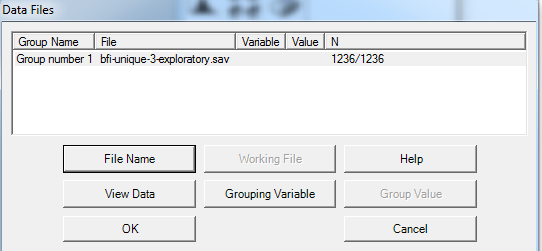 Data Files
Group Name File Variable Value N
Group number 1 bfi-unique-3-exploratory.sav 1236/1236
File Name Working File Help
View Data Grouping Variable Group Value
OK Cancel